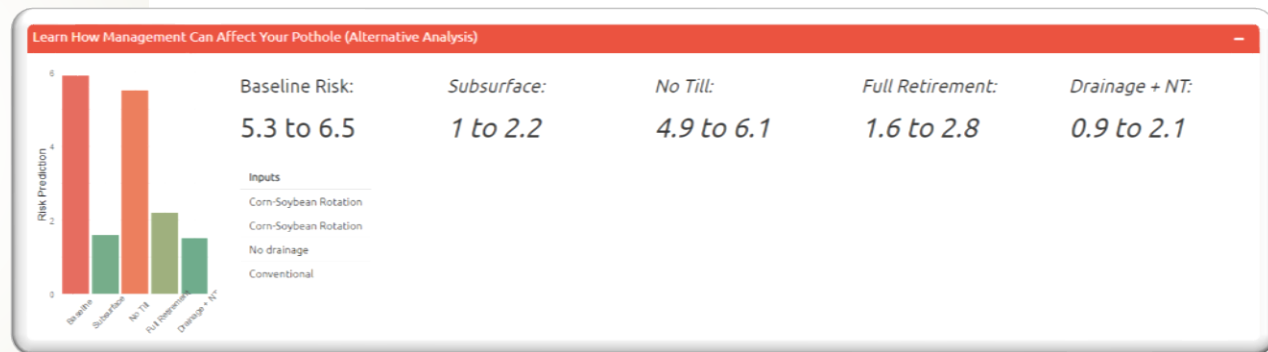 Learn How Management Can Affect Your Pothole (Alternative Analysis)
–
6
4
2
0
Risk Prediction
Baseline
Subsurface
No Till
Full Retirement
Drainage + NT
Baseline Risk:
5.3 to 6.5
Subsurface:
1 to 2.2
No Till:
4.9 to 6.1
Full Retirement:
1.6 to 2.8
Drainage + NT:
0.9 to 2.1
Inputs
Corn-Soybean Rotation
Corn-Soybean Rotation
No drainage
Conventional